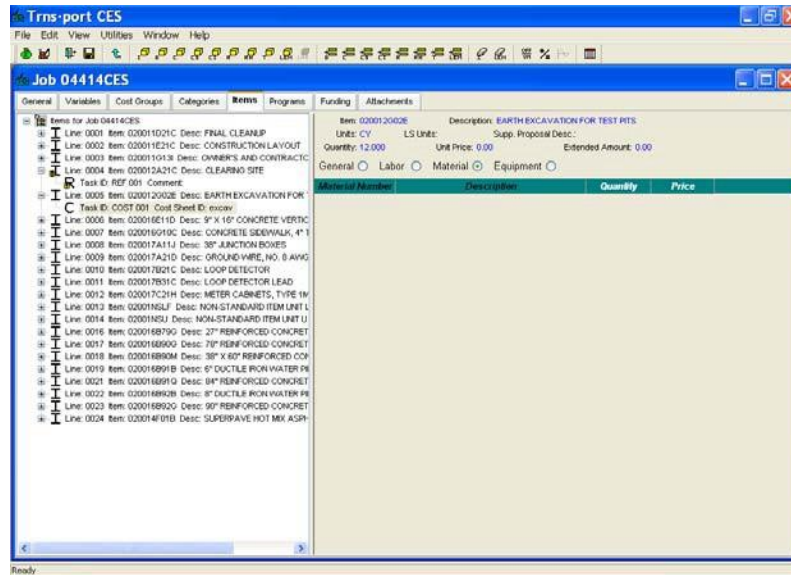 Trns·port CES
File Edit View Utilities Window Help
Job 04414CES
General Variables Cost Groups Categories Items Programs Funding Attachments
Items for Job 04414CES
Line: 0001 Item: 020011D21C Desc: FINAL CLEANUP
Line: 0002 Item: 020011E21C Desc: CONSTRUCTION LAYOUT
Line: 0003 Item: 020011G13I Desc: OWNER'S AND CONTRACTC
Line: 0004 Item: 020012A21C Desc: CLEARING SITE
Task ID: REF 001 Comment:
Line: 0005 Item: 020012G02E Desc: EARTH EXCAVATION FOR
Task ID: COST 001 Cost Sheet ID: excav
Line: 0006 Item: 020016E11D Desc: 9" X 16" CONCRETE VERTIC
Line: 0007 Item: 020016G10C Desc: CONCRETE SIDEWALK, 4"
Line: 0008 Item: 020017A11J Desc: 38" JUNCTION BOXES
Line: 0009 Item: 020017A21D Desc: GROUND WIRE, NO. 8 AWG
Line: 0010 Item: 020017B21C Desc: LOOP DETECTOR
Line: 0011 Item: 020017B31C Desc: LOOP DETECTOR LEAD
Line: 0012 Item: 020017C21H Desc: METER CABINETS, TYPE 1M
Line: 0013 Item: 02001NSLF Desc: NON-STANDARD ITEM UNIT L
Line: 0014 Item: 02001NSU Desc: NON-STANDARD ITEM UNIT U
Line: 0016 Item: 020016B79G Desc: 27" REINFORCED CONCRET
Line: 0017 Item: 020016B90G Desc: 78" REINFORCED CONCRET
Line: 0018 Item: 020016B90M Desc: 38" X 60" REINFORCED CON
Line: 0019 Item: 020016B91B Desc: 6" DUCTILE IRON WATER PI
Line: 0021 Item: 020016B91G Desc: 84" REINFORCED CONCRET
Line: 0022 Item: 020016B92B Desc: 8" DUCTILE IRON WATER PI
Line: 0023 Item: 020016B92G Desc: 90" REINFORCED CONCRET
Line: 0024 Item: 020014F01B Desc: SUPERPAVE HOT MIX ASPH
Item: 020012G02E Description: EARTH EXCAVATION FOR TEST PITS
Units: CY LS Units: Supp. Proposal Desc.:
Quantity: 12.000 Unit Price: 0.00 Extended Amount: 0.00
General Labor Material Equipment
Material Number Description Quantity Price
Ready